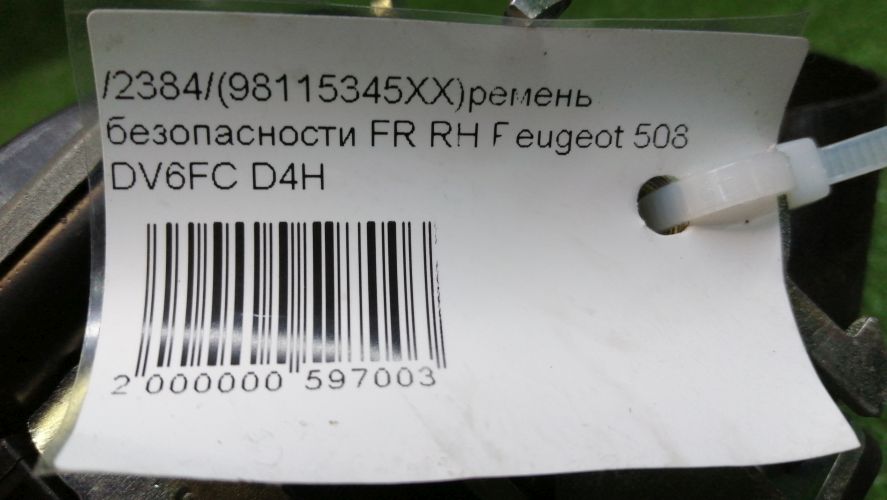 /2384/(98115345XX)ремень
безопасности FR RH Peugeot 508
DV6FC D4H
2 000000 597003